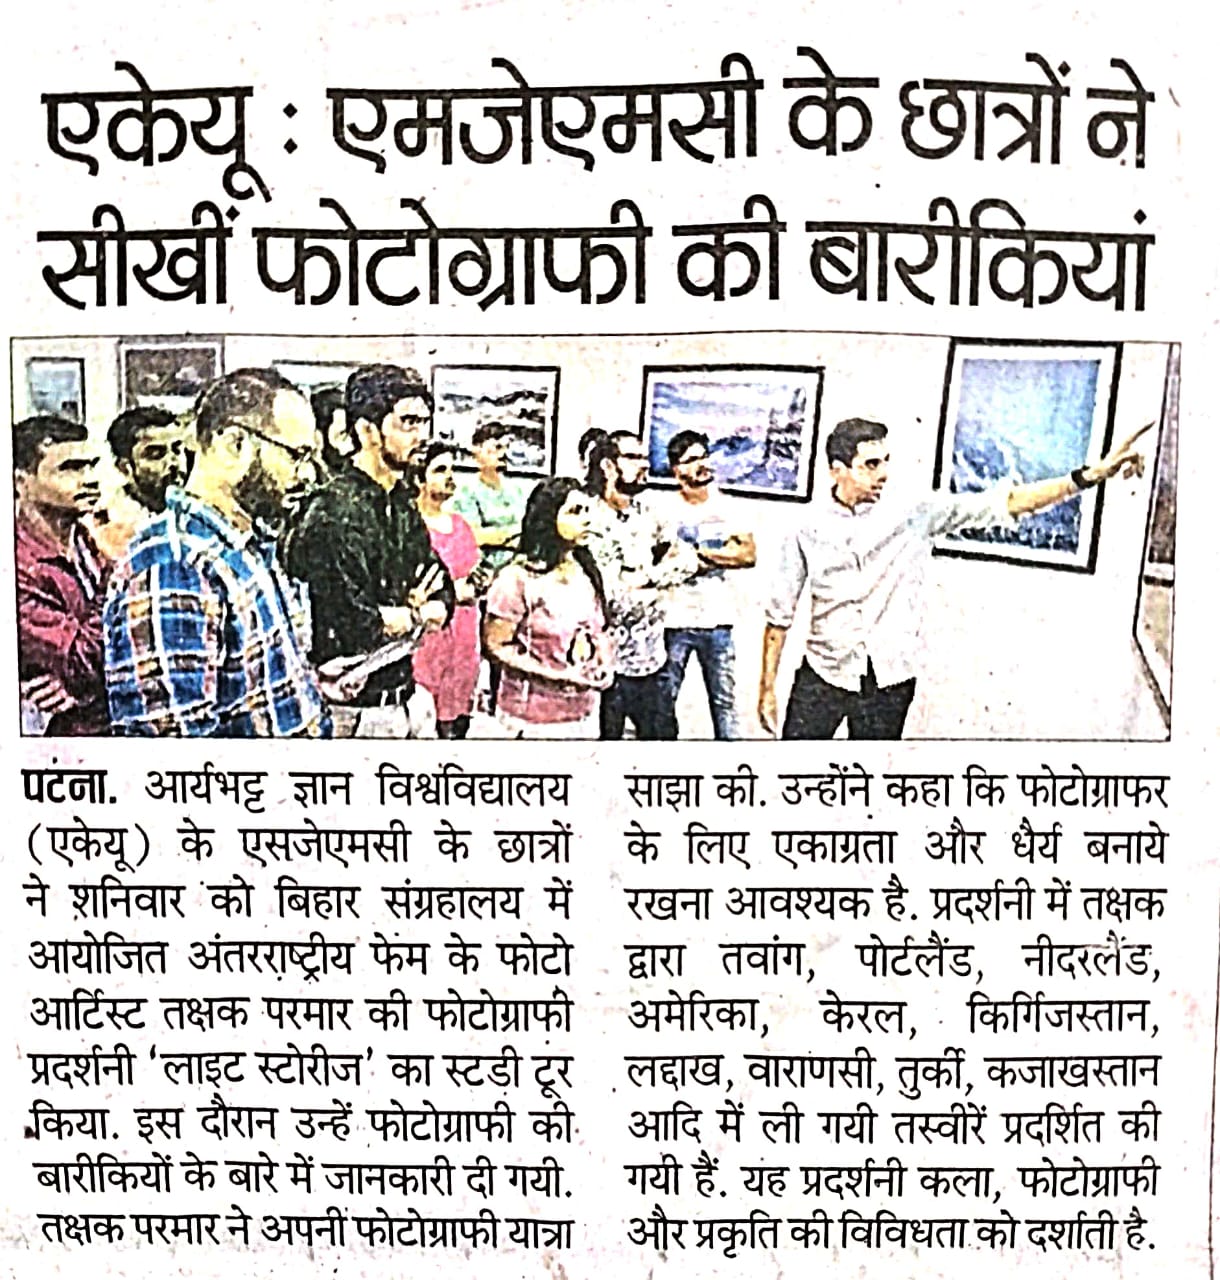 एकेयू : एमजेएमसी के छात्रों ने
सीखीं फोटोग्राफी की बारीकियां
पटना. आर्यभट्ट ज्ञान विश्वविद्यालय
(एकेयू) के एसजेएमसी के छात्रों
ने शनिवार को बिहार संग्रहालय में
आयोजित अंतरराष्ट्रीय फेम के फोटो
आर्टिस्ट तक्षक परमार की फोटोग्राफी
प्रदर्शनी ‘लाइट स्टोरीज’ का स्टडी टूर
किया. इस दौरान उन्हें फोटोग्राफी की
बारीकियों के बारे में जानकारी दी गयी.
तक्षक परमार ने अपनी फोटोग्राफी यात्रा
साझा की. उन्होंने कहा कि फोटोग्राफर
के लिए एकाग्रता और धैर्य बनाये
रखना आवश्यक है. प्रदर्शनी में तक्षक
द्वारा तवांग, पोर्टलैंड, नीदरलैंड,
अमेरिका, केरल, किर्गिजस्तान,
लद्दाख, वाराणसी, तुर्की, कजाखस्तान
आदि में ली गयी तस्वीरें प्रदर्शित की
गयी हैं. यह प्रदर्शनी कला, फोटोग्राफी
और प्रकृति की विविधता को दर्शाती है.